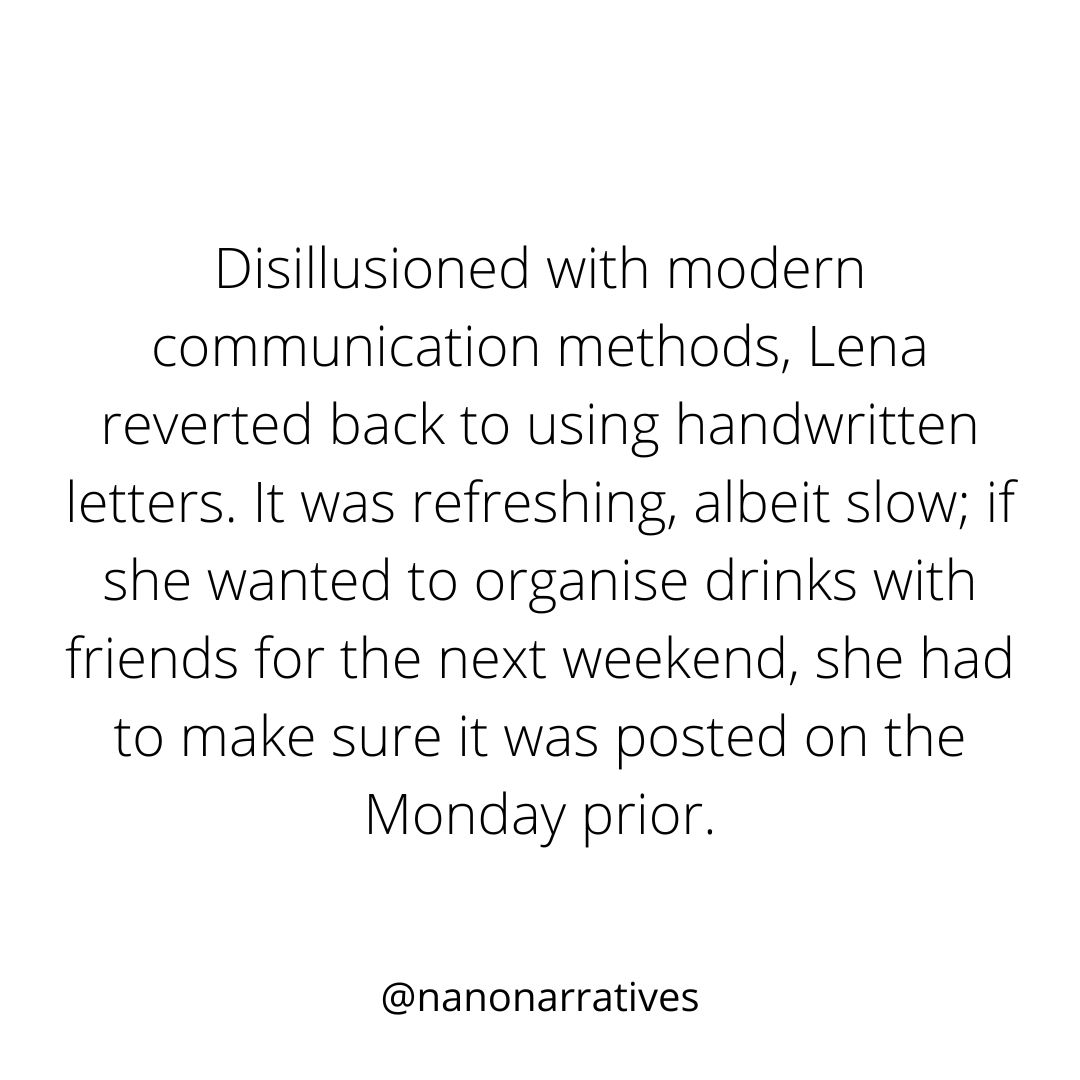 Disillusioned with modern
communication methods, Lena
reverted back to using handwritten
letters. It was refreshing, albeit slow; if
she wanted to organise drinks with
friends for the next weekend, she had
to make sure it was posted on the
Monday prior.
@nanonarratives